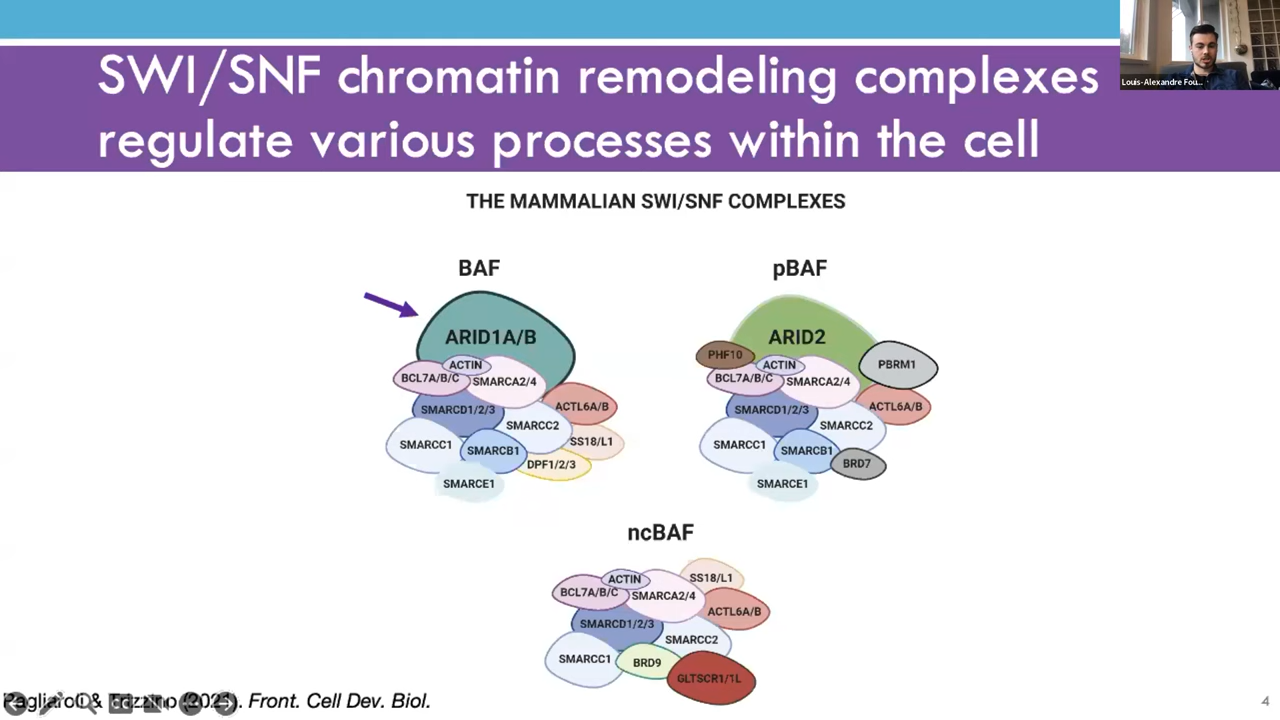 SWI/SNF chromatin remodeling complexes
regulate various processes within the cell
Louis-Alexandre Fou...
THE MAMMALIAN SWI/SNF COMPLEXES
BAF
ARID1A/B
ACTIN
BCL7A/B/C
SMARCA2/4
SMARCD1/2/3
ACTL6A/B
SMARCC2
SMARCC1
SMARCB1
SS18/L1
DPF1/2/3
SMARCE1
pBAF
ARID2
PHF10
ACTIN
PBRM1
BCL7A/B/C
SMARCA2/4
SMARCD1/2/3
ACTL6A/B
SMARCC2
SMARCC1
SMARCB1
BRD7
SMARCE1
ncBAF
ACTIN
SS18/L1
BCL7A/B/C
SMARCA2/4
ACTL6A/B
SMARCD1/2/3
SMARCC2
SMARCC1
BRD9
GLTSCR1/1L
Pagliaroli & Trizzino Front. Cell Dev. Biol.
4